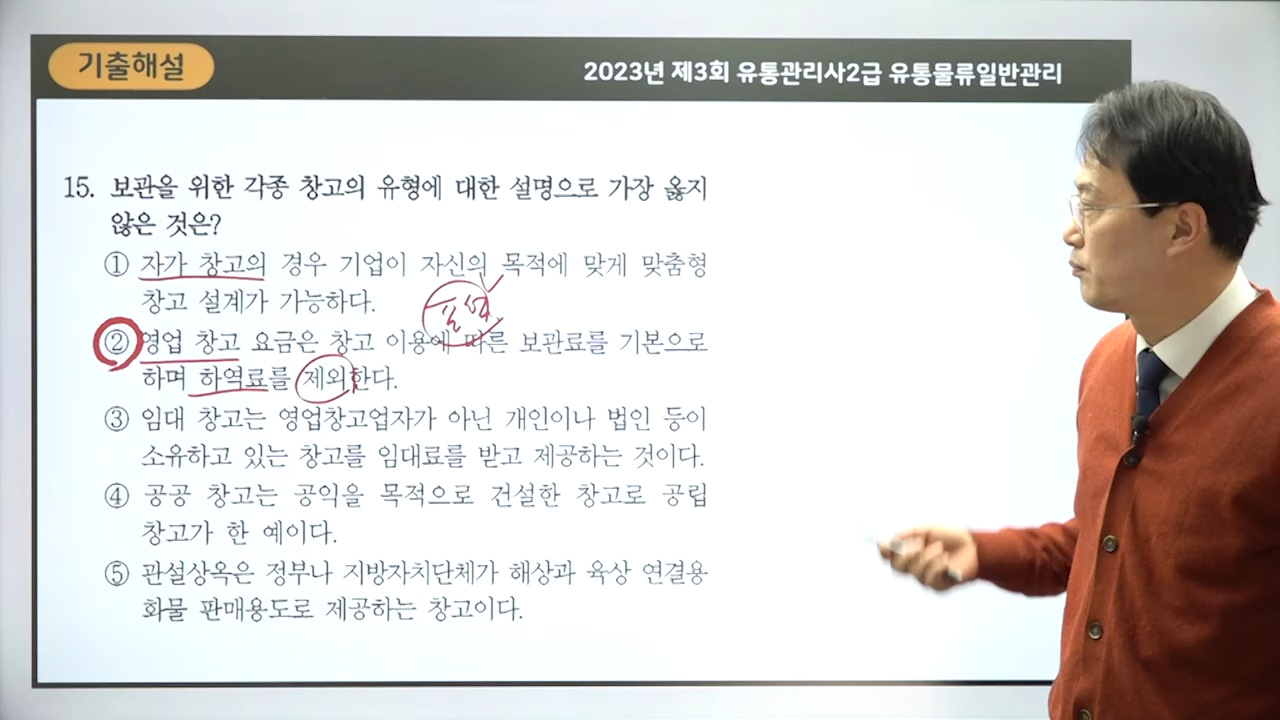 기출해설
2023년 제3회 유통관리사2급 유통물류일반관리
15. 보관을 위한 각종 창고의 유형에 대한 설명으로 가장 옳지
않은 것은?
① 자가 창고의 경우 기업이 자신의 목적에 맞게 맞춤형
창고 설계가 가능하다.
② 영업 창고 요금은 창고 이용에 따른 보관료를 기본으로
하며 하역료를 제외한다.
③ 임대 창고는 영업창고업자가 아닌 개인이나 법인 등이
소유하고 있는 창고를 임대료를 받고 제공하는 것이다.
④ 공공 창고는 공익을 목적으로 건설한 창고로 공립
창고가 한 예이다.
⑤ 관설상옥은 정부나 지방자치단체가 해상과 육상 연결용
화물 판매용도로 제공하는 창고이다.